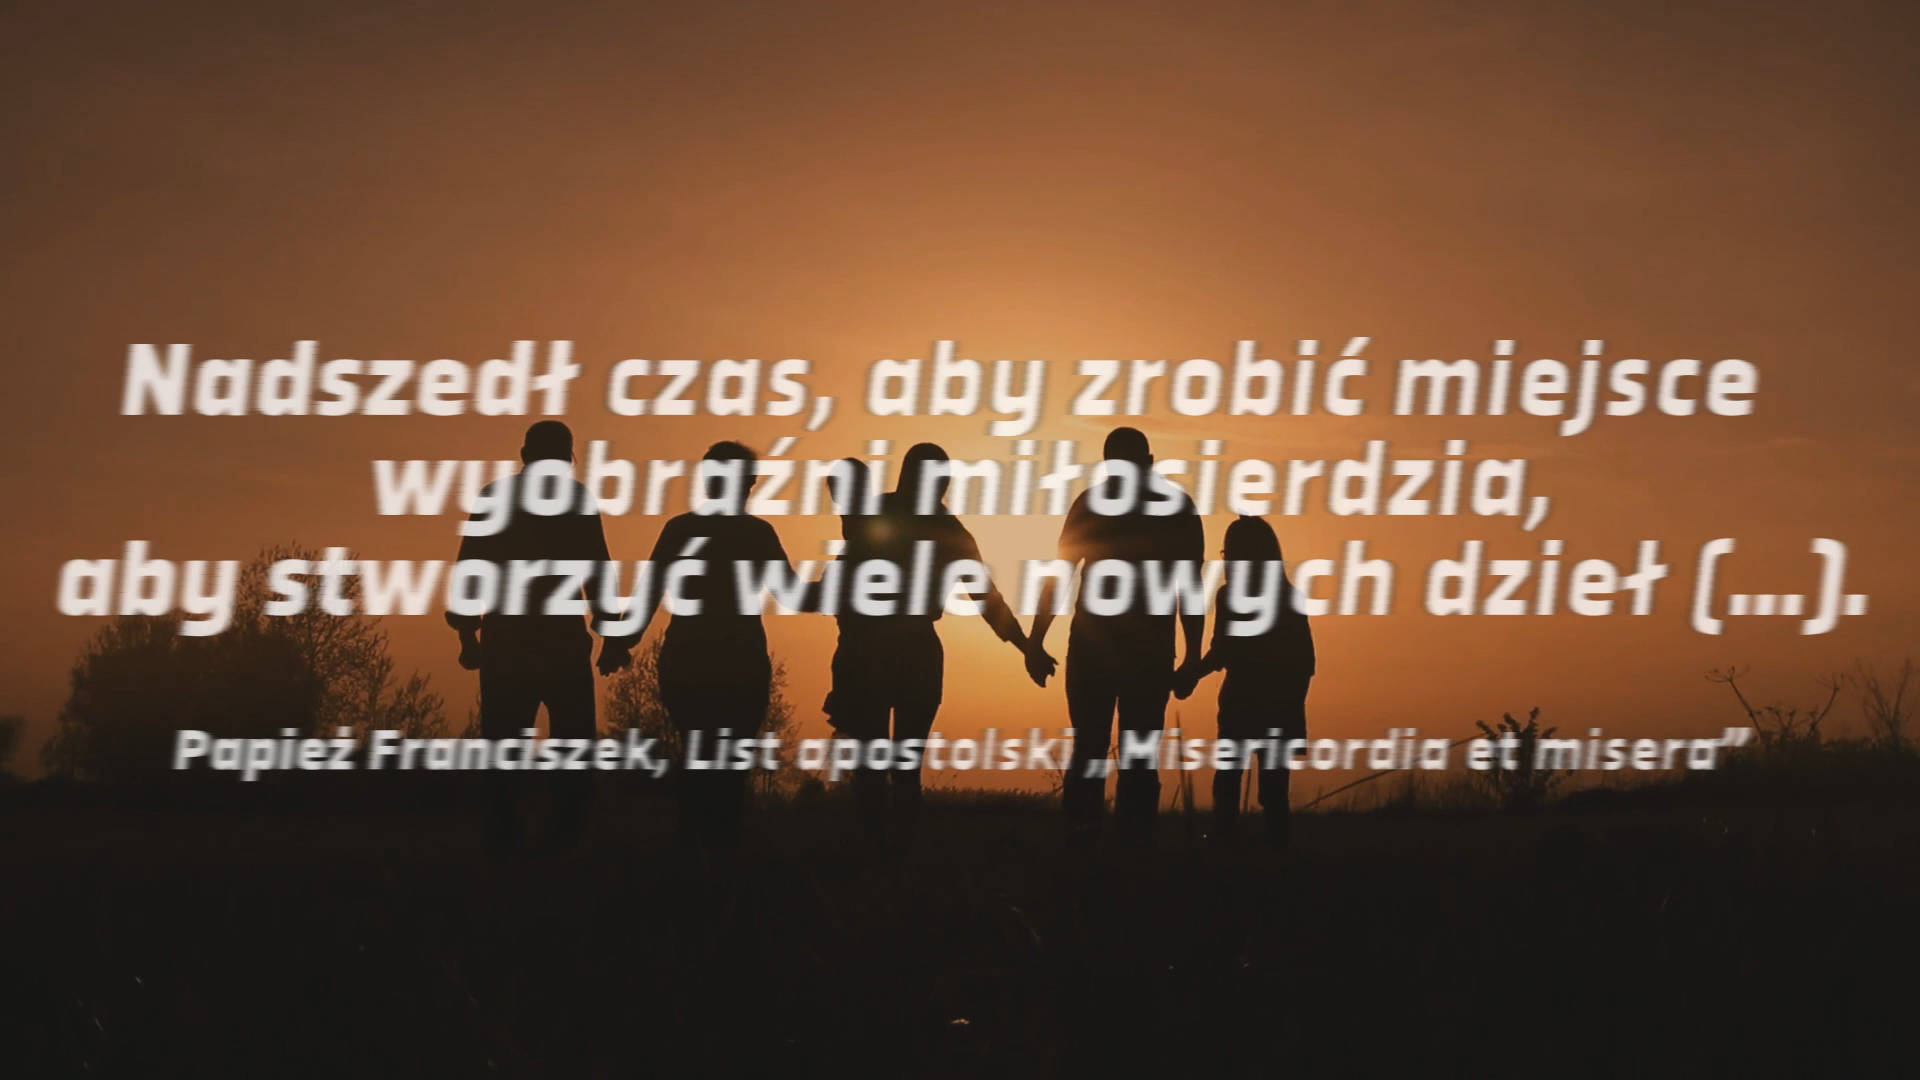 Nadszedł czas, aby zrobić miejsce
wyobraźni miłosierdzia,
aby stworzyć wiele nowych dzieł (...).
Papież Franciszek, List apostolski „Misericordia et misera”